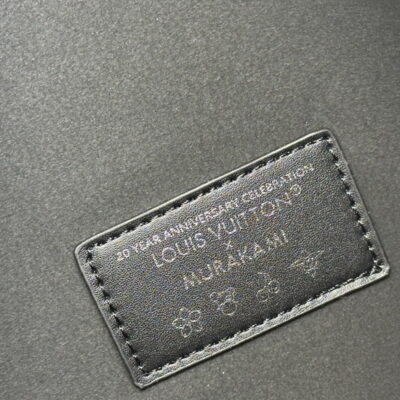 20 YEAR ANNIVERSARY CELEBRATION
LOUIS VUITTON®
×
MURAKAMI